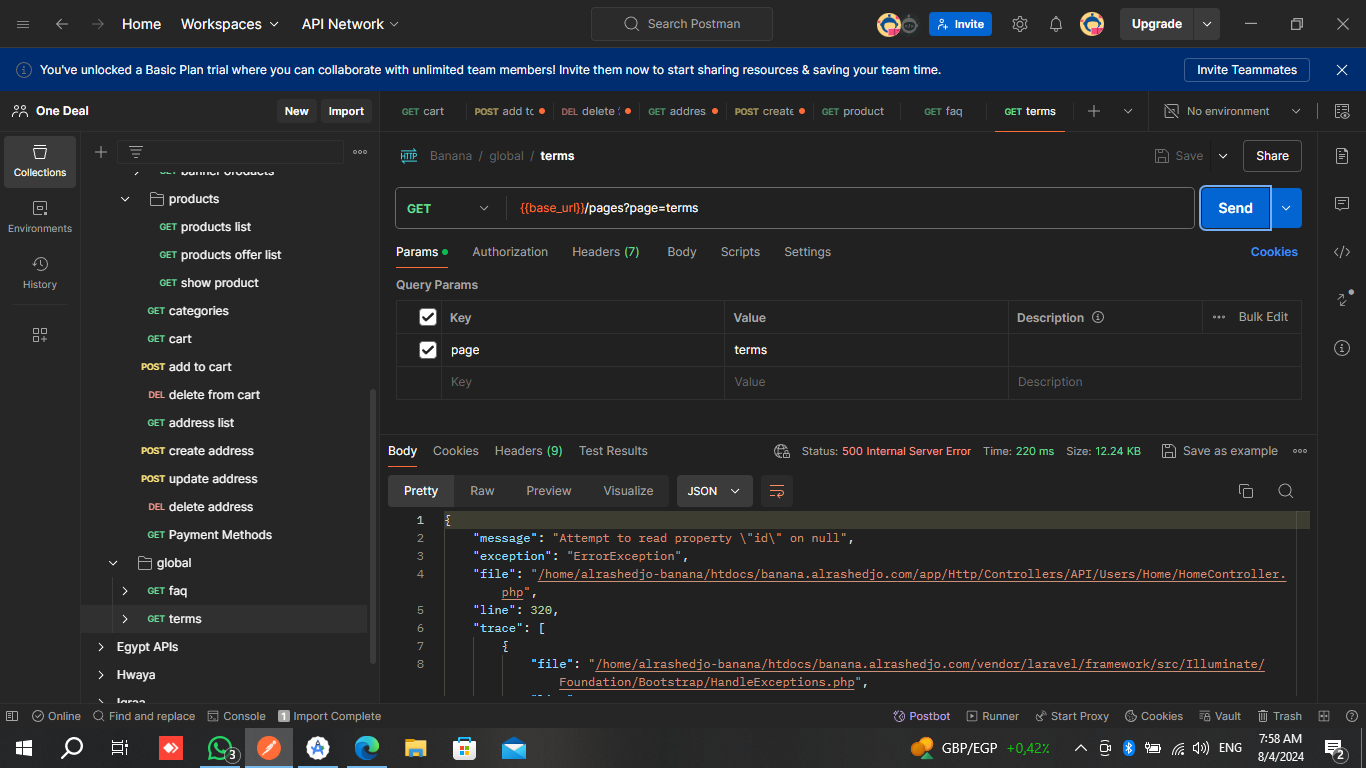 Home Workspaces API Network Search Postman Invite Upgrade
You've unlocked a Basic Plan trial where you can collaborate with unlimited team members! Invite them now to start sharing resources & saving your team time. Invite Teammates
One Deal New Import
GET cart POST add to DEL delete GET addres POST create GET product GET faq GET terms No environment
Collections
Environments
History
banner products
products
GET products list
GET products offer list
GET show product
GET categories
GET cart
POST add to cart
DEL delete from cart
GET address list
POST create address
POST update address
DEL delete address
GET Payment Methods
global
GET faq
GET terms
Egypt APIs
Hwaya
Iqraa
HTTP Banana / global / terms Save Share
GET {{base_url}}/pages?page=terms Send
Params Authorization Headers (7) Body Scripts Settings Cookies
Query Params
Key Value Description Bulk Edit
page terms
Key Value Description
Body Cookies Headers (9) Test Results Status: 500 Internal Server Error Time: 220 ms Size: 12.24 KB Save as example
Pretty Raw Preview Visualize JSON
1 {
2 "message": "Attempt to read property \"id\" on null",
3 "exception": "ErrorException",
4 "file": "/home/alrashedjo-banana/htdocs/banana.alrashedjo.com/app/Http/Controllers/API/Users/Home/HomeController.
php",
5 "line": 320,
6 "trace": [
7 {
8 "file": "/home/alrashedjo-banana/htdocs/banana.alrashedjo.com/vendor/laravel/framework/src/Illuminate/
Foundation/Bootstrap/HandleExceptions.php",
Online Find and replace Console 1 Import Complete Postbot Runner Start Proxy Cookies Vault Trash
3 GBP/EGP +0,42% ENG 7:58 AM
8/4/2024 2